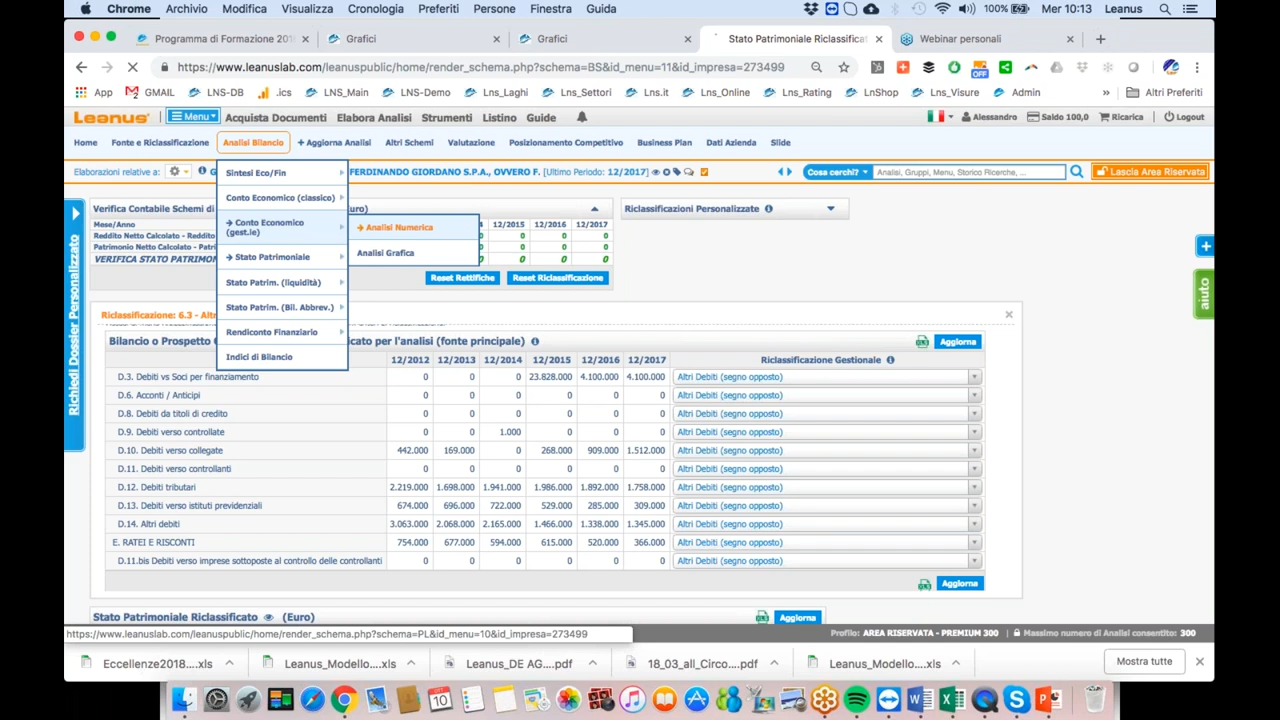 Chrome Archivio Modifica Visualizza Cronologia Preferiti Persone Finestra Guida 100% Mer 10:13 Leanus
Programma di Formazione 201 Grafici Grafici Stato Patrimoniale Riclassificat Webinar personali
https://www.leanuslab.com/leanuspublic/home/render_schema.php?schema=BS&id_menu=11&id_impresa=273499
App GMAIL LNS-DB .ics LNS_Main LNS-Demo Lns_Laghi Lns_Settori Lns.it Lns_Online Lns_Rating LnShop Lns_Visure Admin » Altri Preferiti
Leanus Menu Acquista Documenti Elabora Analisi Strumenti Listino Guide Alessandro Saldo 100,0 Ricarica Logout
Home Fonte e Riclassificazione Analisi Bilancio + Aggiorna Analisi Altri Schemi Valutazione Posizionamento Competitivo Business Plan Dati Azienda Slide
Elaborazioni relative a: G FERDINANDO GIORDANO S.P.A., OVVERO F. [Ultimo Periodo: 12/2017] Cosa cerchi? Analisi, Gruppi, Menu, Storico Ricerche, ... Lascia Area Riservata
Sintesi Eco/Fin
Conto Economico (classico)
Conto Economico (gest.le)
Stato Patrimoniale
Stato Patrim. (liquidità)
Stato Patrim. (Bil. Abbrev.)
Rendiconto Finanziario
Indici di Bilancio
Analisi Numerica
Analisi Grafica
Verifica Contabile Schemi di uro) Riclassificazioni Personalizzate
Mese/Anno 12/2015 12/2016 12/2017
Reddito Netto Calcolato - Redd 0 0 0
Patrimonio Netto Calcolato - Patri 0 0 0
VERIFICA STATO PATRIMON 0 0 0
Reset Rettifiche Reset Riclassificazione
Richiedi Dossier Personalizzato
aiuto
Riclassificazione: 6.3 - Altr
Bilancio o Prospetto icato per l'analisi (fonte principale) Aggiorna
12/2012 12/2013 12/2014 12/2015 12/2016 12/2017 Riclassificazione Gestionale
D.3. Debiti vs Soci per finanziamento 0 0 0 23.828.000 4.100.000 4.100.000 Altri Debiti (segno opposto)
D.6. Acconti / Anticipi 0 0 0 0 0 0 Altri Debiti (segno opposto)
D.8. Debiti da titoli di credito 0 0 0 0 0 0 Altri Debiti (segno opposto)
D.9. Debiti verso controllate 0 0 1.000 0 0 0 Altri Debiti (segno opposto)
D.10. Debiti verso collegate 442.000 169.000 0 268.000 909.000 1.512.000 Altri Debiti (segno opposto)
D.11. Debiti verso controllanti 0 0 0 0 0 0 Altri Debiti (segno opposto)
D.12. Debiti tributari 2.219.000 1.698.000 1.941.000 1.986.000 1.892.000 1.758.000 Altri Debiti (segno opposto)
D.13. Debiti verso istituti previdenziali 674.000 696.000 722.000 529.000 285.000 309.000 Altri Debiti (segno opposto)
D.14. Altri debiti 3.063.000 2.068.000 2.165.000 1.466.000 1.338.000 1.345.000 Altri Debiti (segno opposto)
E. RATEI E RISCONTI 754.000 677.000 594.000 615.000 520.000 366.000 Altri Debiti (segno opposto)
D.11.bis Debiti verso imprese sottoposte al controllo delle controllanti 0 0 0 0 0 0 Altri Debiti (segno opposto)
Aggiorna
Stato Patrimoniale Riclassificato (Euro) Aggiorna
https://www.leanuslab.com/leanuspublic/home/render_schema.php?schema=PL&id_menu=10&id_impresa=273499 Profilo: AREA RISERVATA - PREMIUM 300 Massimo numero di Analisi consentite: 300
Eccellenze2018....xls Leanus_Modello....xls Leanus_DE AG....pdf 18_03_all_Circo....pdf Leanus_Modello....xls Mostra tutte